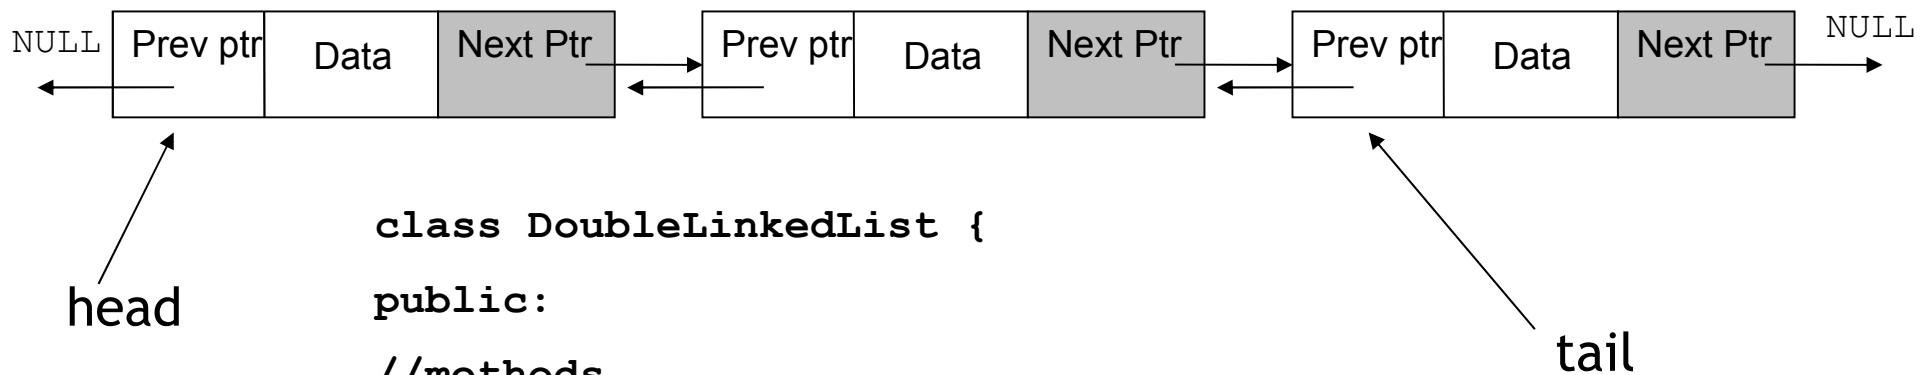 NULL Prev ptr Data Next Ptr Prev ptr Data Next Ptr Prev ptr Data Next Ptr NULL
class DoubleLinkedList {
head
public:
tail
//methods